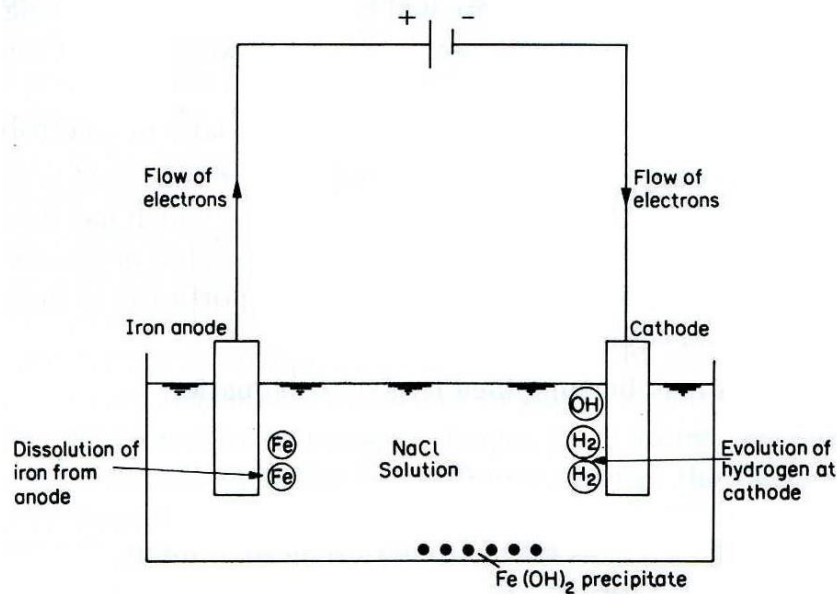 + −
Flow of
electrons
Flow of
electrons
Iron anode
Cathode
OH
Fe
H₂
Fe
H₂
Dissolution of
iron from
anode
NaCl
Solution
Evolution of
hydrogen at
cathode
Fe(OH)₂ precipitate